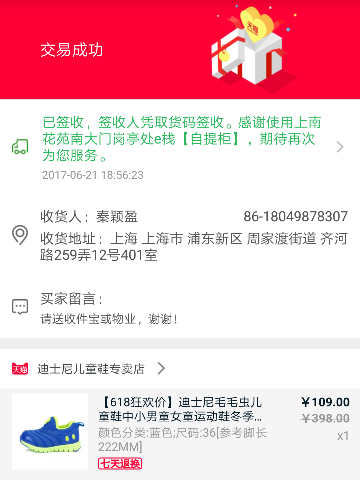 天猫
交易成功
已签收，签收人凭取货码签收。感谢使用上南
花苑南大门岗亭处e栈【自提柜】，期待再次
为您服务。
2017-06-21 18:56:23
收货人：秦颖盈 86-18049878307
收货地址：上海 上海市 浦东新区 周家渡街道 齐河
路259弄12号401室
买家留言：
请送收件宝或物业，谢谢！
天猫 迪士尼儿童鞋专卖店
【618狂欢价】迪士尼毛毛虫儿 ￥109.00
童鞋中小男童女童运动鞋冬季... ￥398.00
颜色分类:蓝色;尺码:36[参考脚长 x1
222MM]
七天退换